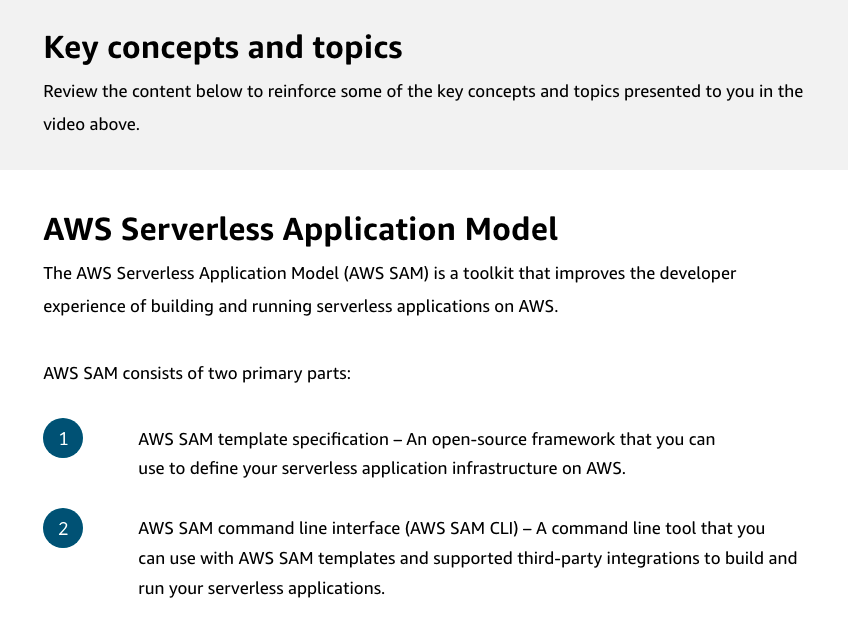 Key concepts and topics
Review the content below to reinforce some of the key concepts and topics presented to you in the
video above.
AWS Serverless Application Model
The AWS Serverless Application Model (AWS SAM) is a toolkit that improves the developer
experience of building and running serverless applications on AWS.
AWS SAM consists of two primary parts:
1 AWS SAM template specification – An open-source framework that you can
use to define your serverless application infrastructure on AWS.
2 AWS SAM command line interface (AWS SAM CLI) – A command line tool that you
can use with AWS SAM templates and supported third-party integrations to build and
run your serverless applications.